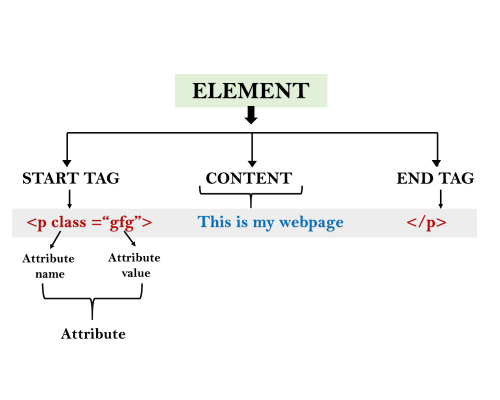 ELEMENT
START TAG CONTENT END TAG
<p class =“gfg”> This is my webpage </p>
Attribute name
Attribute value
Attribute